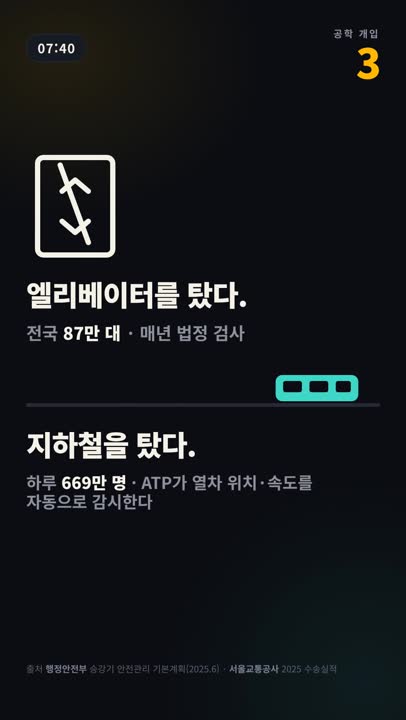 07:40
공학 개입
3
엘리베이터를 탔다.
전국 87만 대 · 매년 법정 검사
지하철을 탔다.
하루 669만 명 · ATP가 열차 위치·속도를
자동으로 감시한다
출처 행정안전부 승강기 안전관리 기본계획(2025.6) · 서울교통공사 2025 수송실적